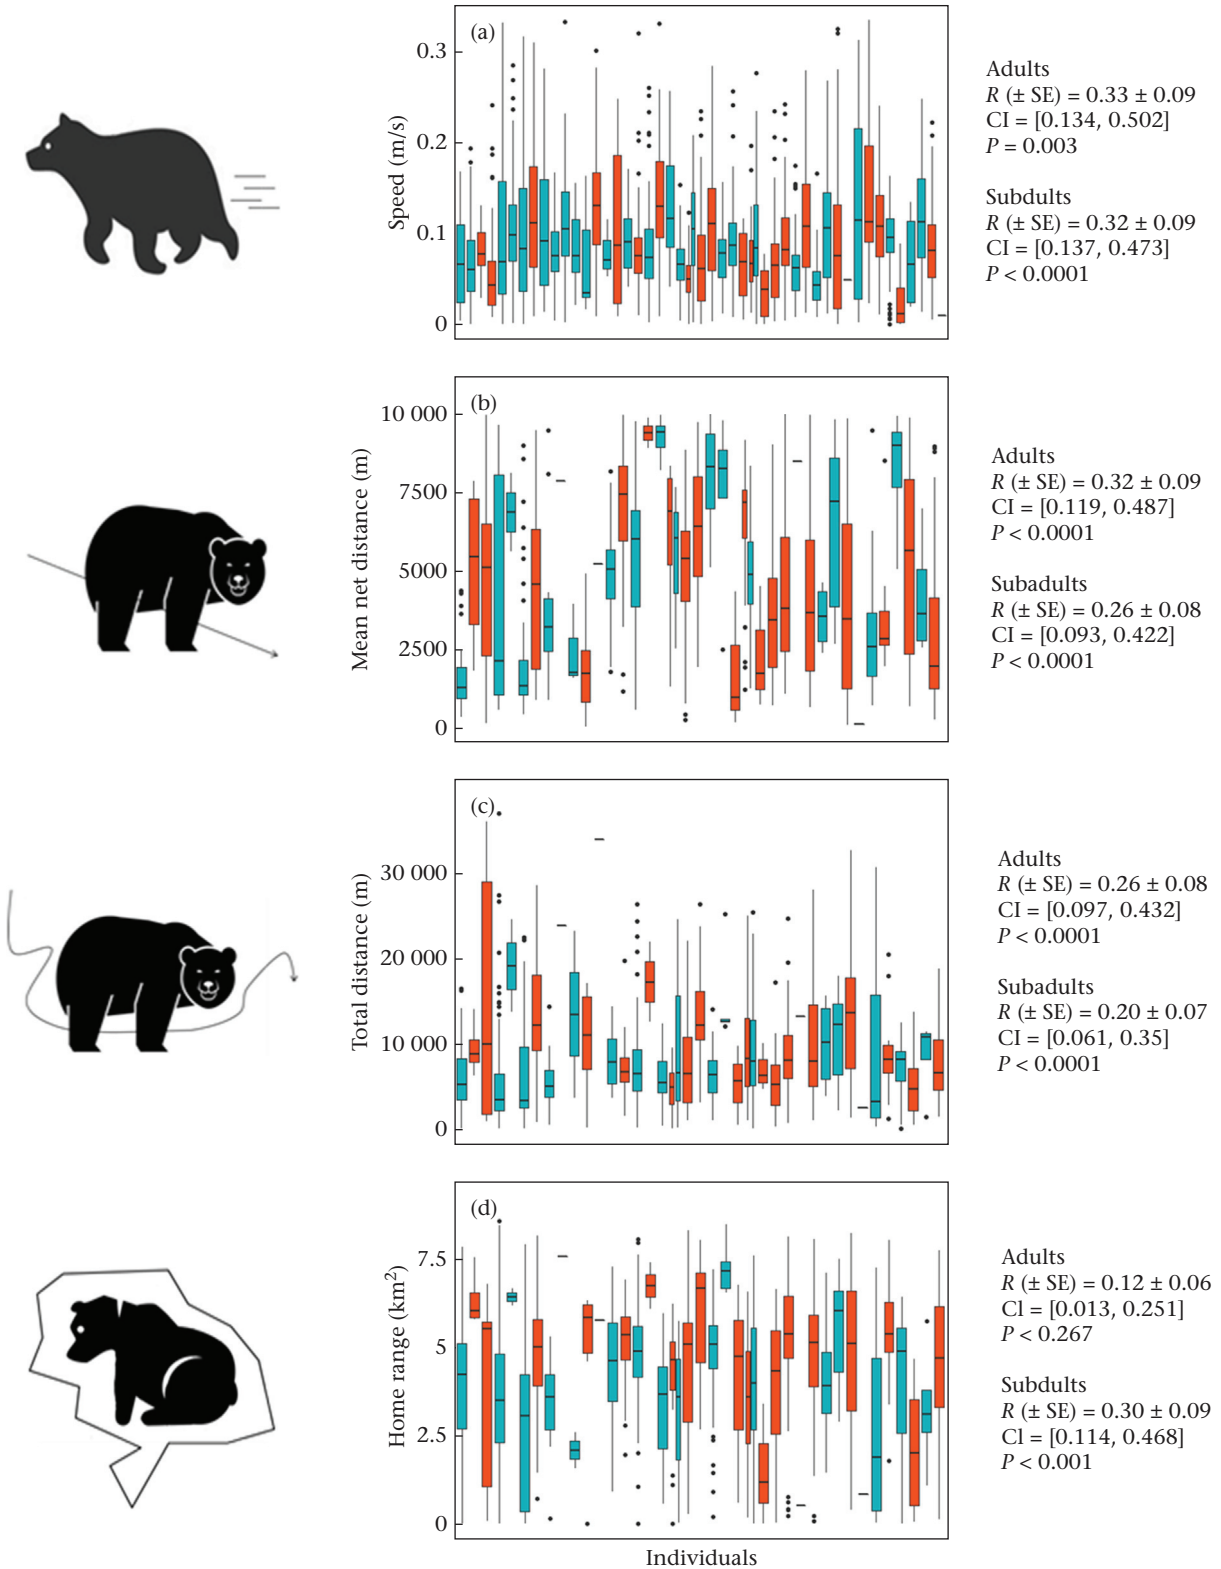 (a)
0.3
0.2
0.1
0
Speed (m/s)
Adults
R (± SE) = 0.33 ± 0.09
CI = [0.134, 0.502]
P = 0.003
Subdults
R (± SE) = 0.32 ± 0.09
CI = [0.137, 0.473]
P < 0.0001
(b)
10 000
7500
5000
2500
0
Mean net distance (m)
Adults
R (± SE) = 0.32 ± 0.09
CI = [0.119, 0.487]
P < 0.0001
Subadults
R (± SE) = 0.26 ± 0.08
CI = [0.093, 0.422]
P < 0.0001
(c)
30 000
20 000
10 000
0
Total distance (m)
Adults
R (± SE) = 0.26 ± 0.08
CI = [0.097, 0.432]
P < 0.0001
Subadults
R (± SE) = 0.20 ± 0.07
CI = [0.061, 0.35]
P < 0.0001
(d)
7.5
5
2.5
0
Home range (km²)
Adults
R (± SE) = 0.12 ± 0.06
Cl = [0.013, 0.251]
P < 0.267
Subdults
R (± SE) = 0.30 ± 0.09
Cl = [0.114, 0.468]
P < 0.001
Individuals